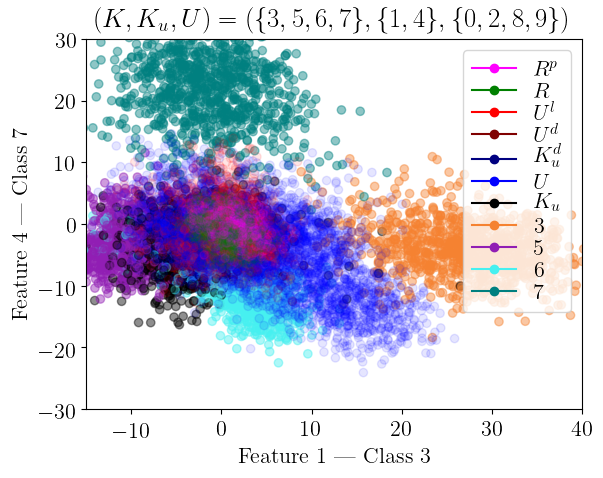 (K, K_u, U) = ({3, 5, 6, 7}, {1, 4}, {0, 2, 8, 9})
30
20
10
0
−10
−20
−30
Feature 4 — Class 7
−10
0
10
20
30
40
Feature 1 — Class 3
R^p
R
U^l
U^d
K_u^d
U
K_u
3
5
6
7